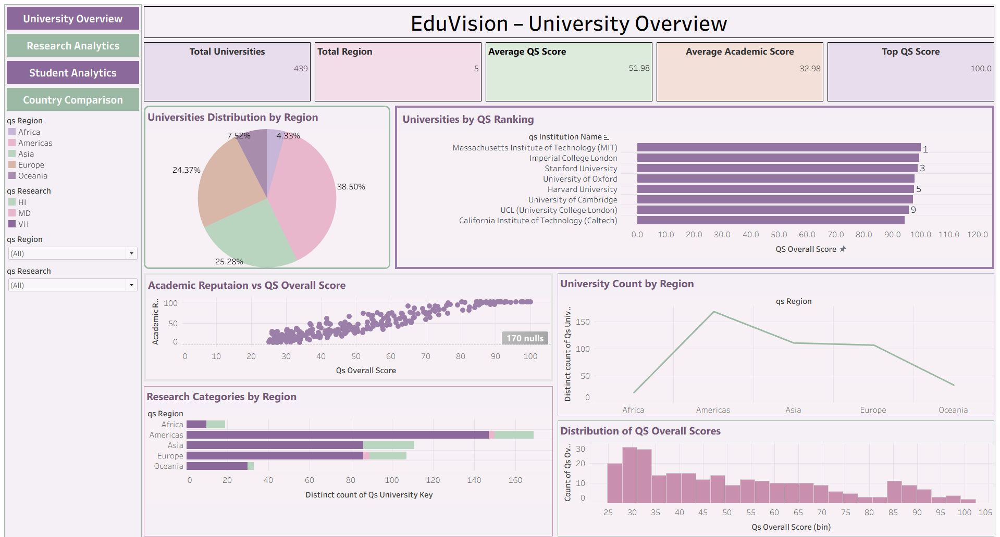 University Overview
Research Analytics
Student Analytics
Country Comparison
qs Region
Africa
Americas
Asia
Europe
Oceania
qs Research
HI
MD
VH
qs Region
(All)
qs Research
(All)
EduVision – University Overview
Total Universities
439
Total Region
5
Average QS Score
51.98
Average Academic Score
32.98
Top QS Score
100.0
Universities Distribution by Region
7.52%
4.33%
24.37%
38.50%
25.28%
Universities by QS Ranking
qs Institution Name
Massachusetts Institute of Technology (MIT) 1
Imperial College London
Stanford University 3
University of Oxford
Harvard University 5
University of Cambridge
UCL (University College London) 9
California Institute of Technology (Caltech)
0.0 10.0 20.0 30.0 40.0 50.0 60.0 70.0 80.0 90.0 100.0 110.0 120.0
QS Overall Score
Academic Reputaion vs QS Overall Score
Academic R..
100
50
0
170 nulls
0 10 20 30 40 50 60 70 80 90 100
Qs Overall Score
University Count by Region
qs Region
Distinct count of Qs Univ..
150
100
50
0
Africa Americas Asia Europe Oceania
Research Categories by Region
qs Region
Africa
Americas
Asia
Europe
Oceania
0 20 40 60 80 100 120 140 160
Distinct count of Qs University Key
Distribution of QS Overall Scores
Count of Qs Ov..
30
20
10
0
25 30 35 40 45 50 55 60 65 70 75 80 85 90 95 100 105
Qs Overall Score (bin)